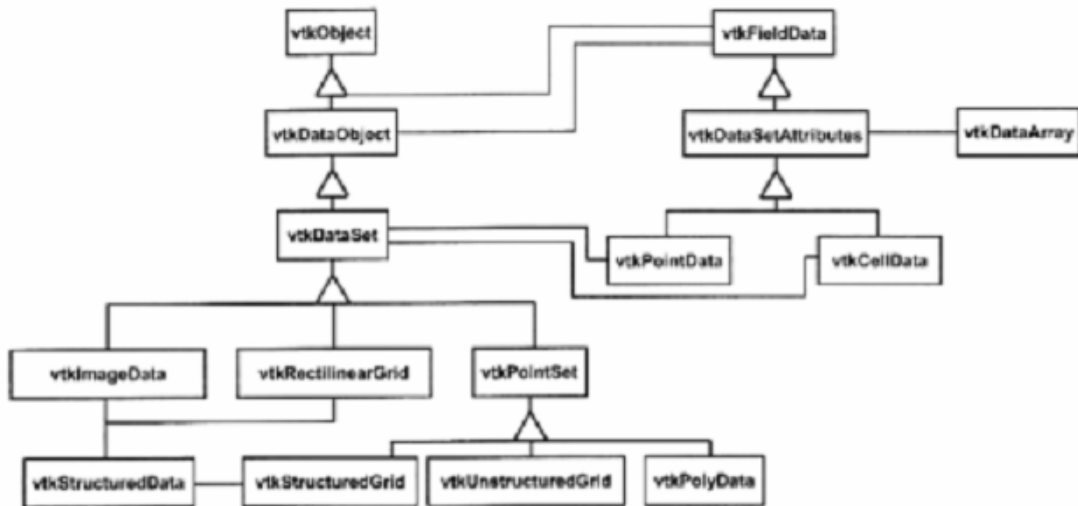 vtkObject
vtkFieldData
vtkDataObject
vtkDataSetAttributes
vtkDataArray
vtkDataSet
vtkPointData
vtkCellData
vtkImageData
vtkRectilinearGrid
vtkPointSet
vtkStructuredData
vtkStructuredGrid
vtkUnstructuredGrid
vtkPolyData